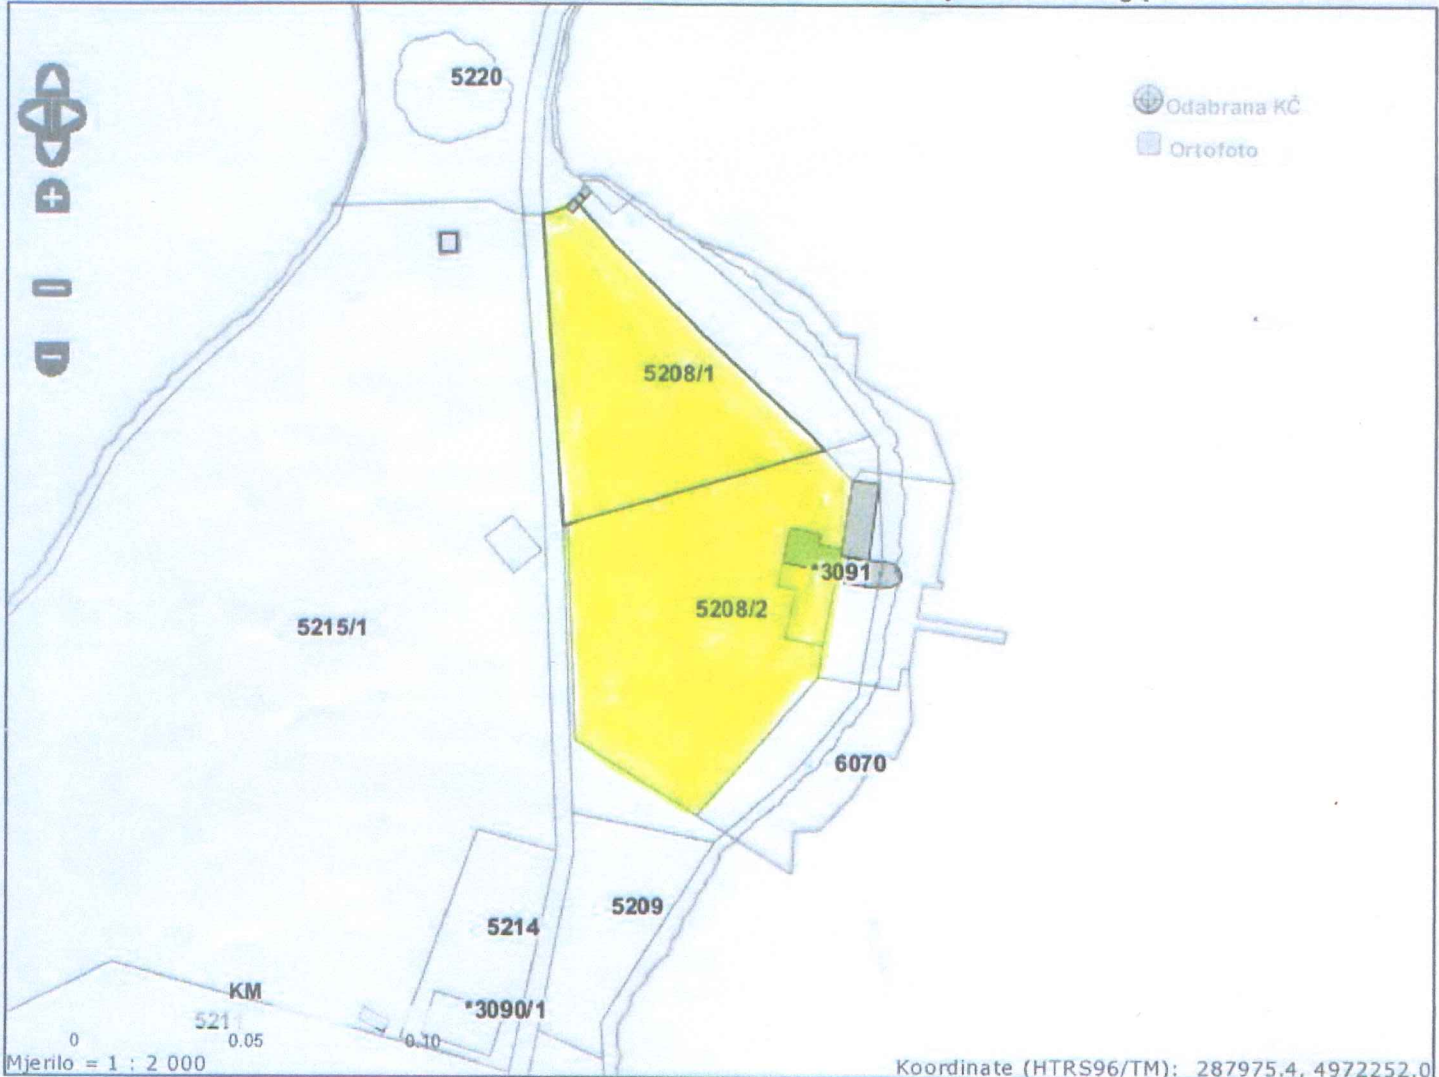 5220
Odabrana KČ
Ortofoto
5208/1
*3091
5208/2
5215/1
6070
5209
5214
KM
*3090/1
521
0
0.05
0.10
Mjerilo = 1 : 2 000
Koordinate (HTRS96/TM): 287975.4, 4972252.0